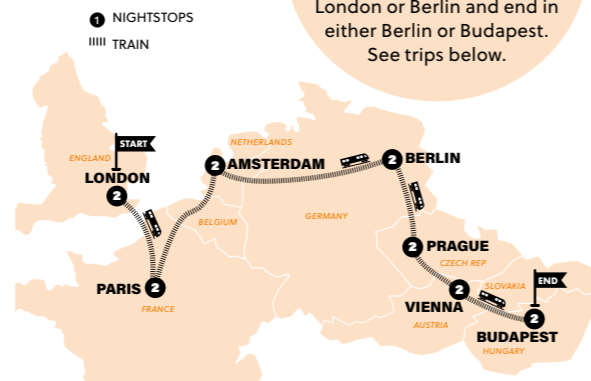 London or Berlin and end in
either Berlin or Budapest.
See trips below.
1 NIGHTSTOPS
TRAIN
START
ENGLAND
LONDON
2
NETHERLANDS
2 AMSTERDAM
2 BERLIN
BELGIUM
GERMANY
2 PRAGUE
CZECH REP
PARIS 2
FRANCE
SLOVAKIA
END
VIENNA 2
AUSTRIA
2
BUDAPEST
HUNGARY